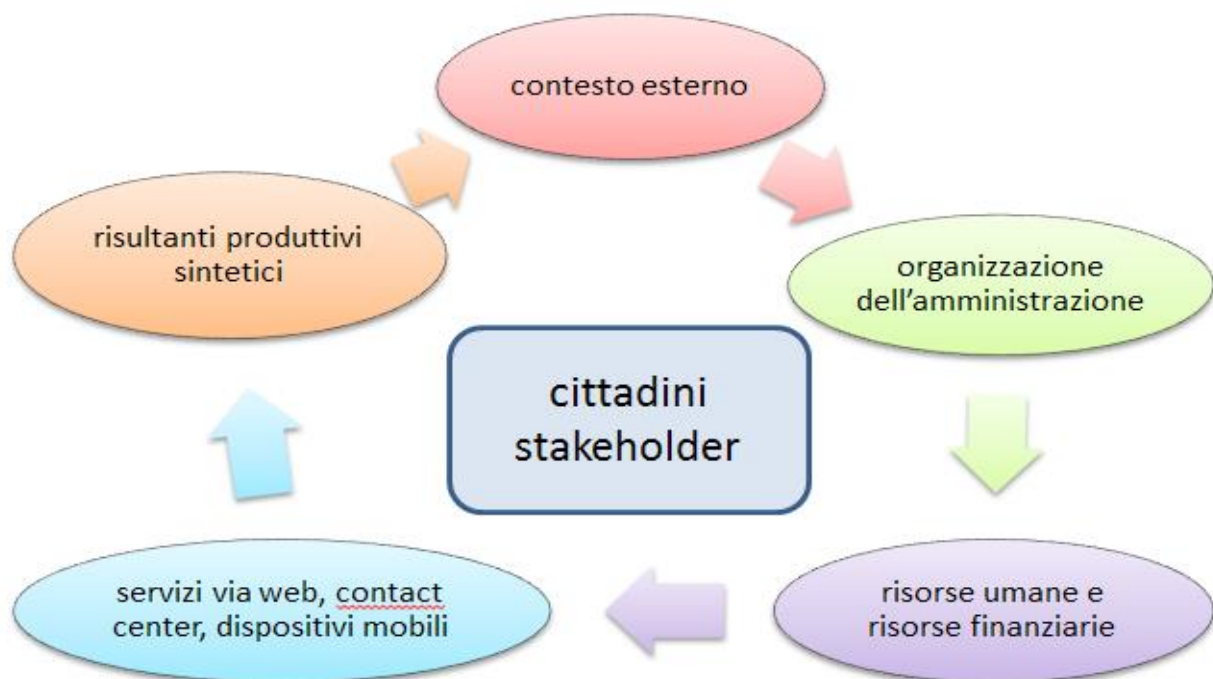 contesto esterno
risultanti produttivi
sintetici
organizzazione
dell'amministrazione
cittadini
stakeholder
servizi via web, contact
center, dispositivi mobili
risorse umane e
risorse finanziarie